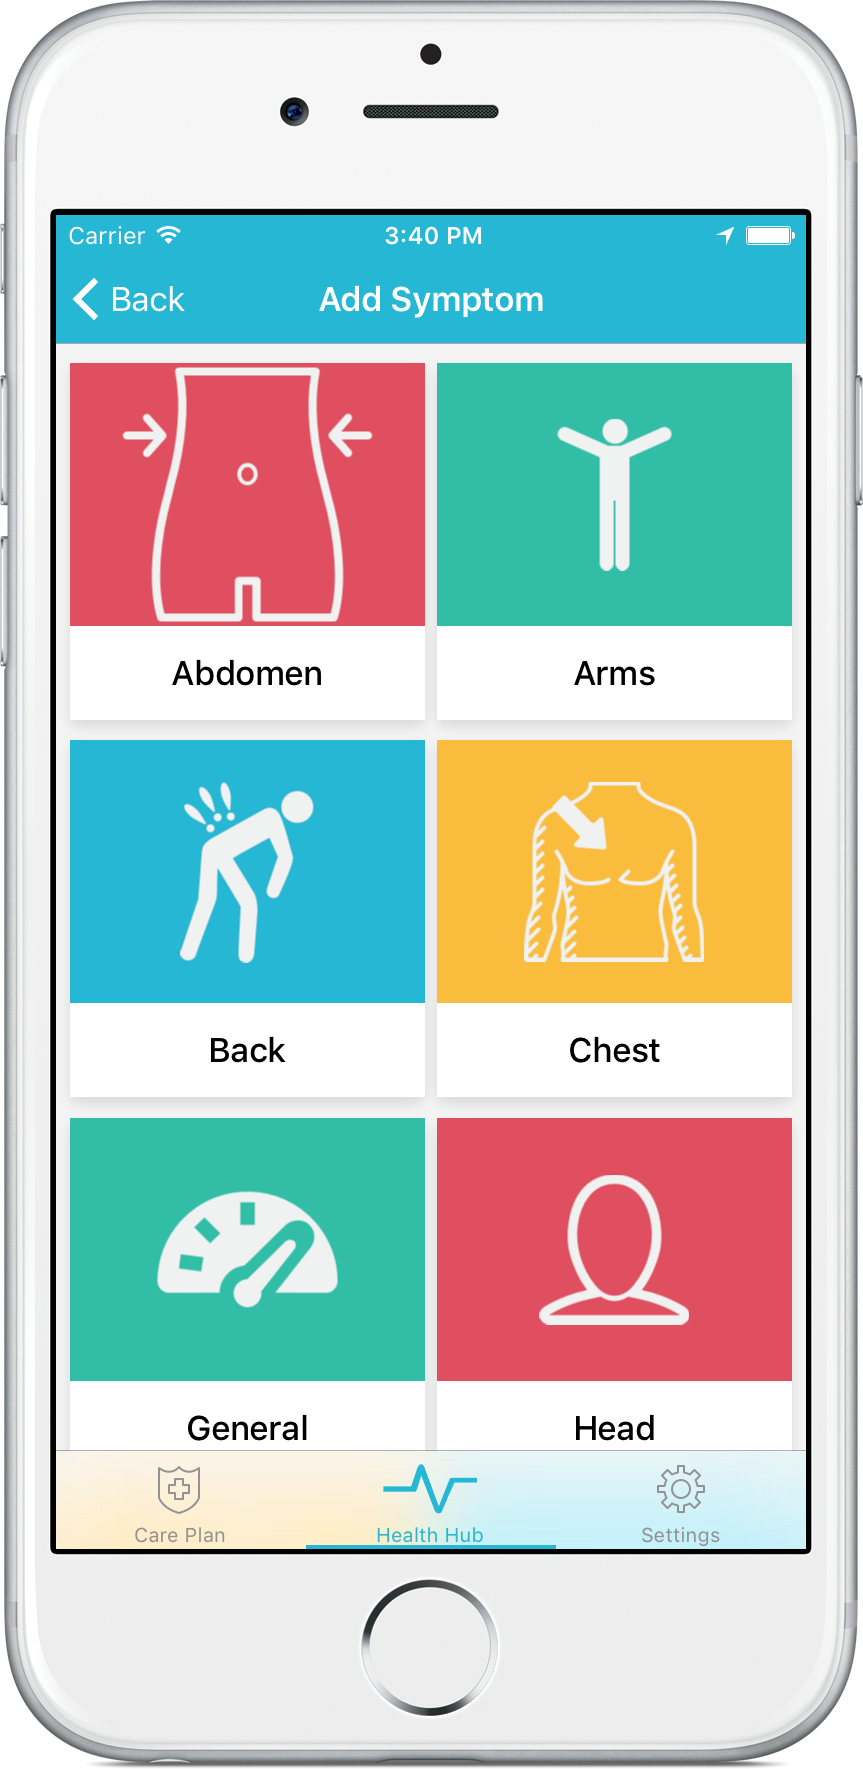 Carrier 3:40 PM
Back Add Symptom
Abdomen Arms
Back Chest
General Head
Care Plan Health Hub Settings